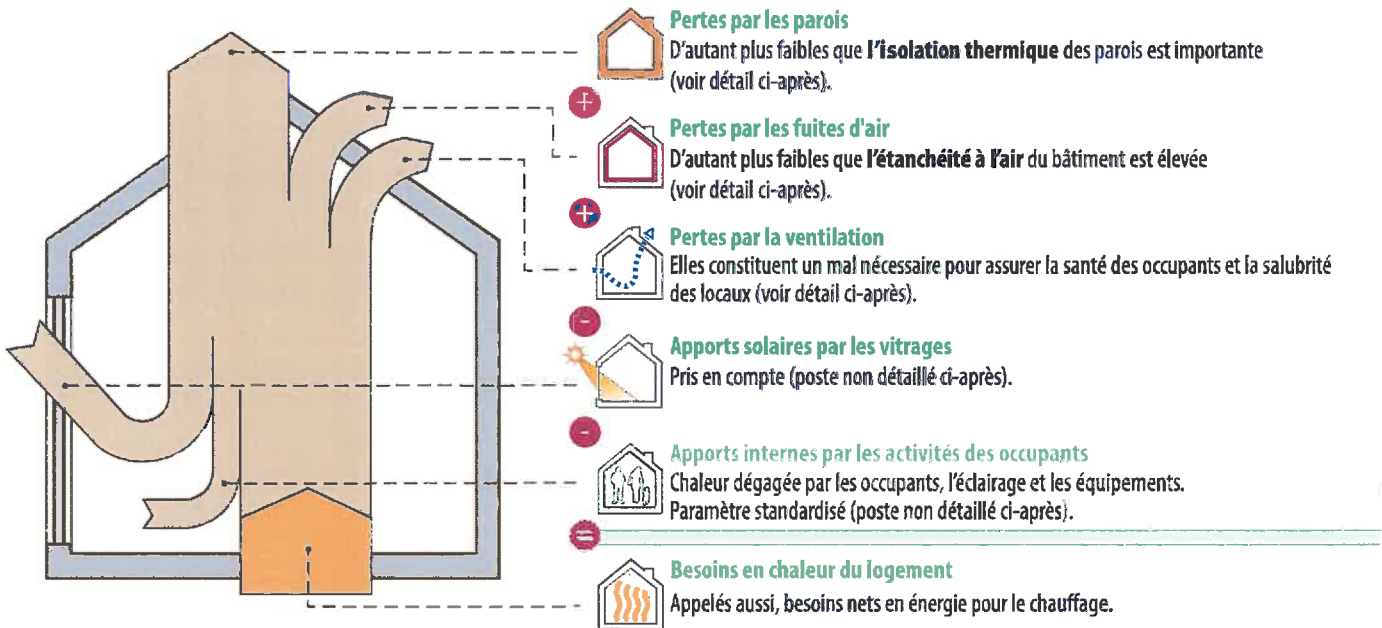 Pertes par les parois
D'autant plus faibles que l'isolation thermique des parois est importante
(voir détail ci-après).
+
Pertes par les fuites d'air
D'autant plus faibles que l'étanchéité à l'air du bâtiment est élevée
(voir détail ci-après).
+
Pertes par la ventilation
Elles constituent un mal nécessaire pour assurer la santé des occupants et la salubrité
des locaux (voir détail ci-après).
-
Apports solaires par les vitrages
Pris en compte (poste non détaillé ci-après).
-
Apports internes par les activités des occupants
Chaleur dégagée par les occupants, l'éclairage et les équipements.
Paramètre standardisé (poste non détaillé ci-après).
=
Besoins en chaleur du logement
Appelés aussi, besoins nets en énergie pour le chauffage.